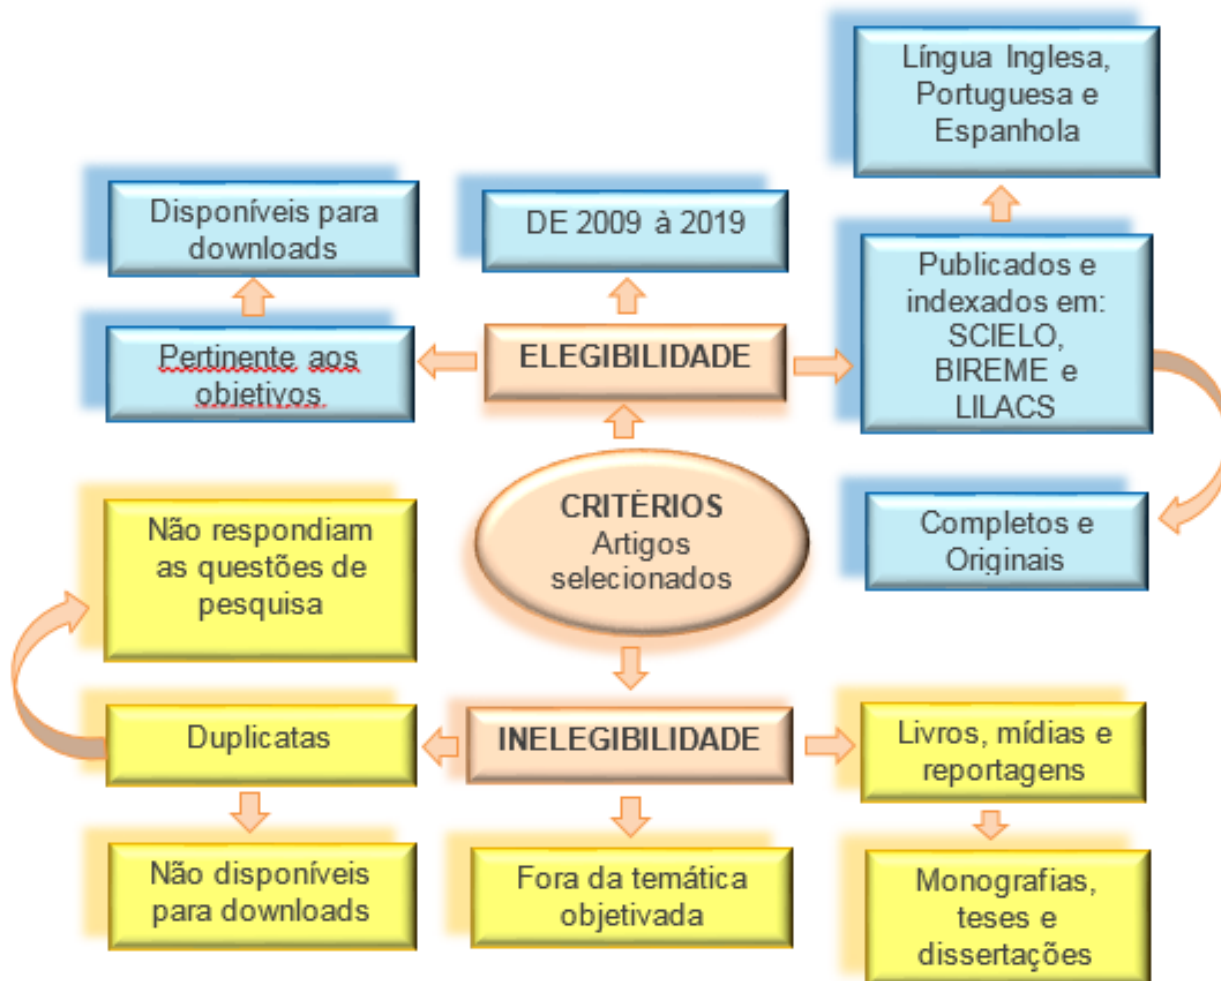 Língua Inglesa,
Portuguesa e
Espanhola
Disponíveis para
downloads
DE 2009 à 2019
Publicados e
indexados em:
SCIELO,
BIREME e
LILACS
Pertinente aos
objetivos
ELEGIBILIDADE
CRITÉRIOS
Artigos
selecionados
Completos e
Originais
Não respondiam
as questões de
pesquisa
Duplicatas
INELEGIBILIDADE
Livros, mídias e
reportagens
Não disponíveis
para downloads
Fora da temática
objetivada
Monografias,
teses e
dissertações